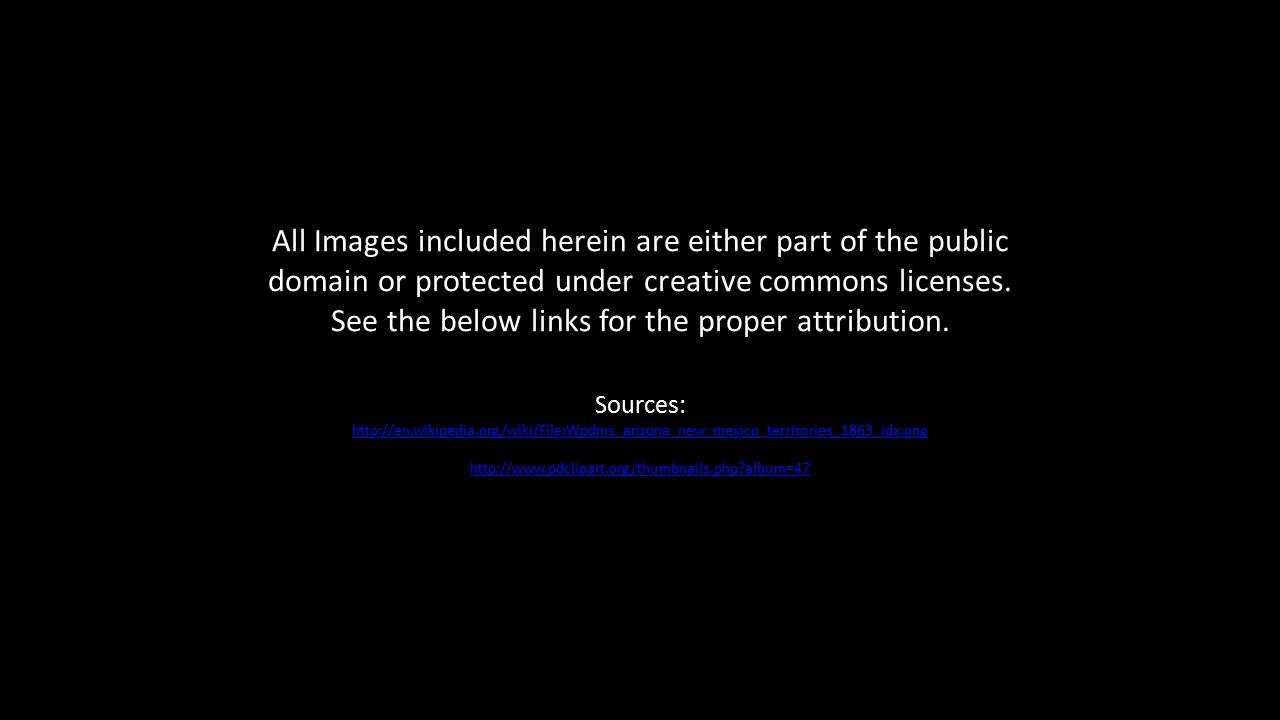 All Images included herein are either part of the public
domain or protected under creative commons licenses.
See the below links for the proper attribution.
Sources:
http://en.wikipedia.org/wiki/File:Wpdms_arizona_new_mexico_territories_1863_idx.png
http://www.pdclipart.org/thumbnails.php?album=47